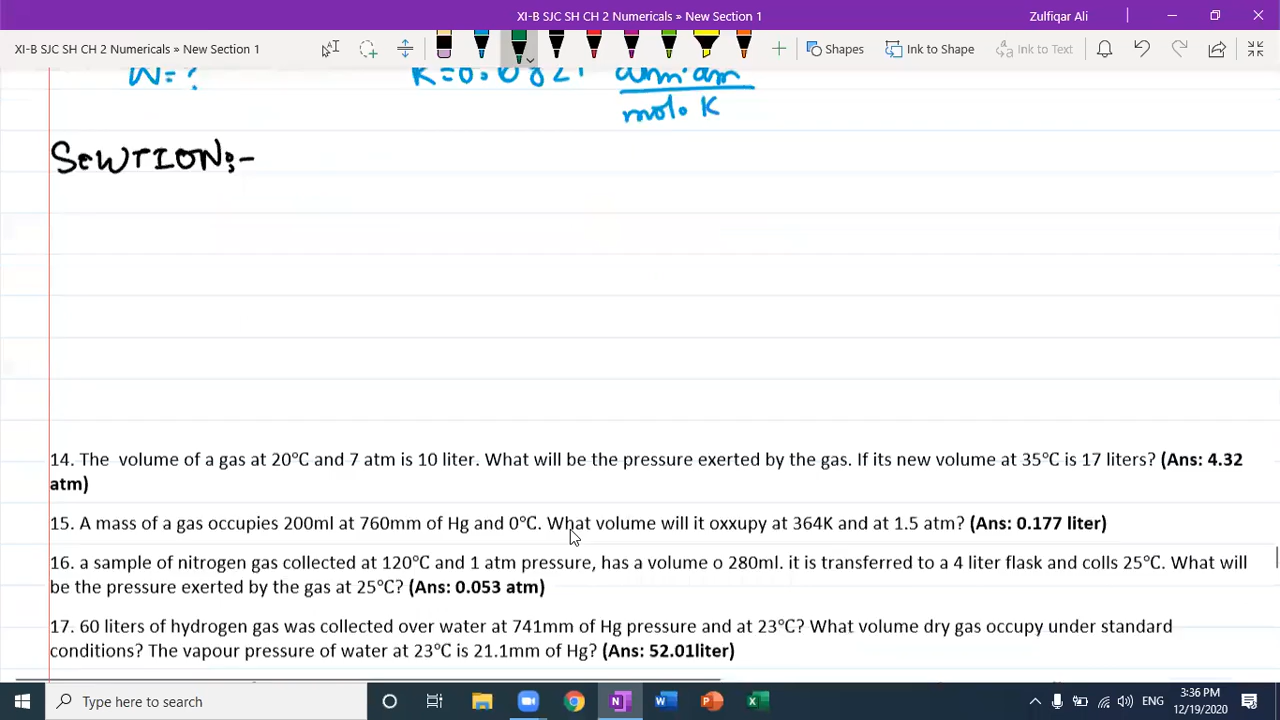 XI-B SJC SH CH 2 Numericals » New Section 1
Zulfiqar Ali
XI-B SJC SH CH 2 Numericals » New Section 1
Shapes
Ink to Shape
Ink to Text
mol. K
14. The volume of a gas at 20°C and 7 atm is 10 liter. What will be the pressure exerted by the gas. If its new volume at 35°C is 17 liters? (Ans: 4.32
atm)
15. A mass of a gas occupies 200ml at 760mm of Hg and 0°C. What volume will it oxxupy at 364K and at 1.5 atm? (Ans: 0.177 liter)
16. a sample of nitrogen gas collected at 120°C and 1 atm pressure, has a volume o 280ml. it is transferred to a 4 liter flask and colls 25°C. What will
be the pressure exerted by the gas at 25°C? (Ans: 0.053 atm)
17. 60 liters of hydrogen gas was collected over water at 741mm of Hg pressure and at 23°C? What volume dry gas occupy under standard
conditions? The vapour pressure of water at 23°C is 21.1mm of Hg? (Ans: 52.01liter)
Type here to search
ENG
3:36 PM
12/19/2020